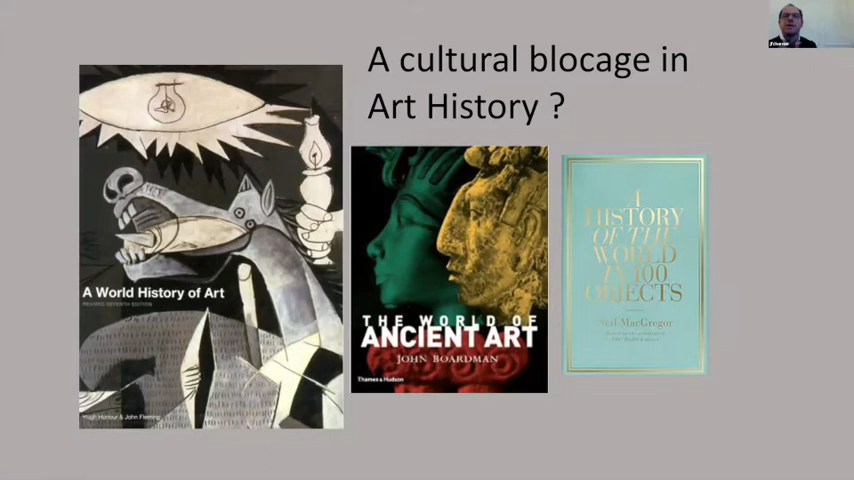 A cultural blocage in
Art History ?
A World History of Art
REVISED SEVENTH EDITION
Hugh Honour & John Fleming
THE WORLD OF
ANCIENT ART
JOHN BOARDMAN
Thames & Hudson
A
HISTORY
OF THE
WORLD
IN 100
OBJECTS
Neil MacGregor